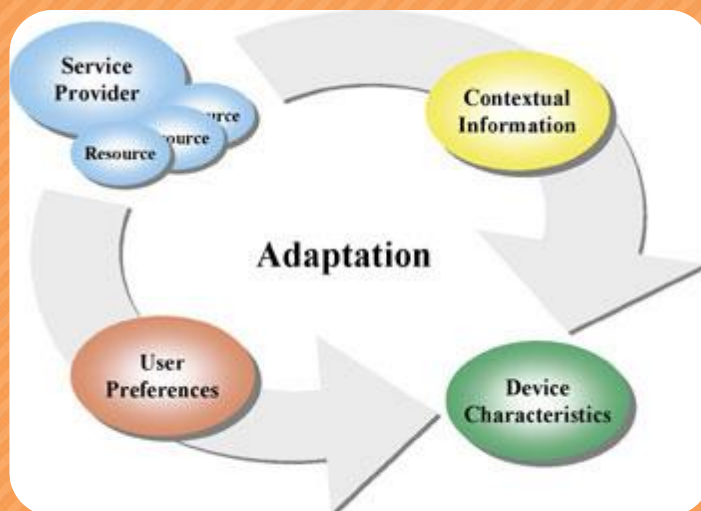 Service
Provider
Resource
Contextual
Information
Adaptation
User
Preferences
Device
Characteristics